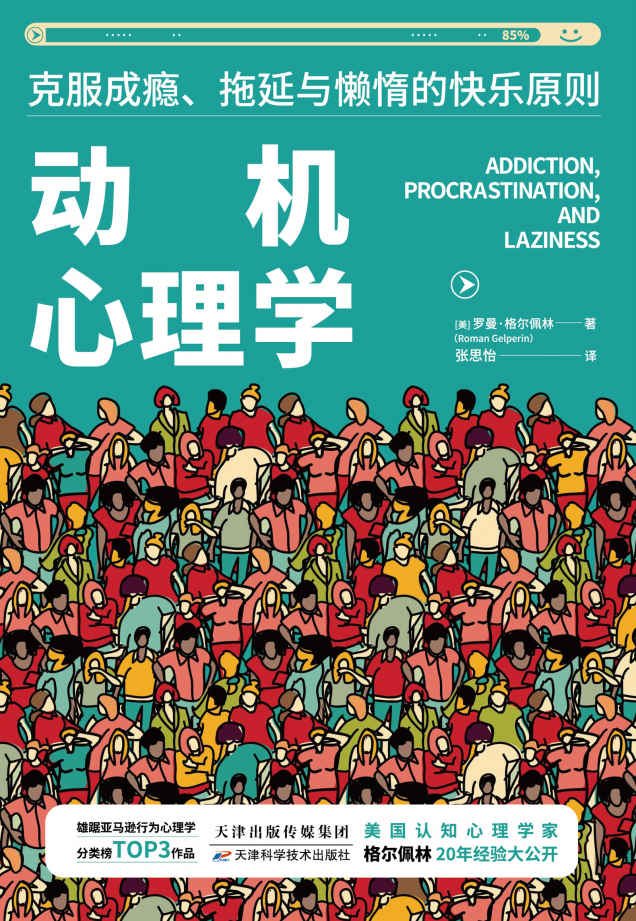 85%
克服成瘾、拖延与懒惰的快乐原则
动机
心理学
ADDICTION,
PROCRASTINATION,
AND
LAZINESS
[美] 罗曼·格尔佩林——著
(Roman Gelperin)
张思怡——译
雄踞亚马逊行为心理学
分类榜TOP3作品
天津出版传媒集团
天津科学技术出版社
美国认知心理学家
格尔佩林 20年经验大公开